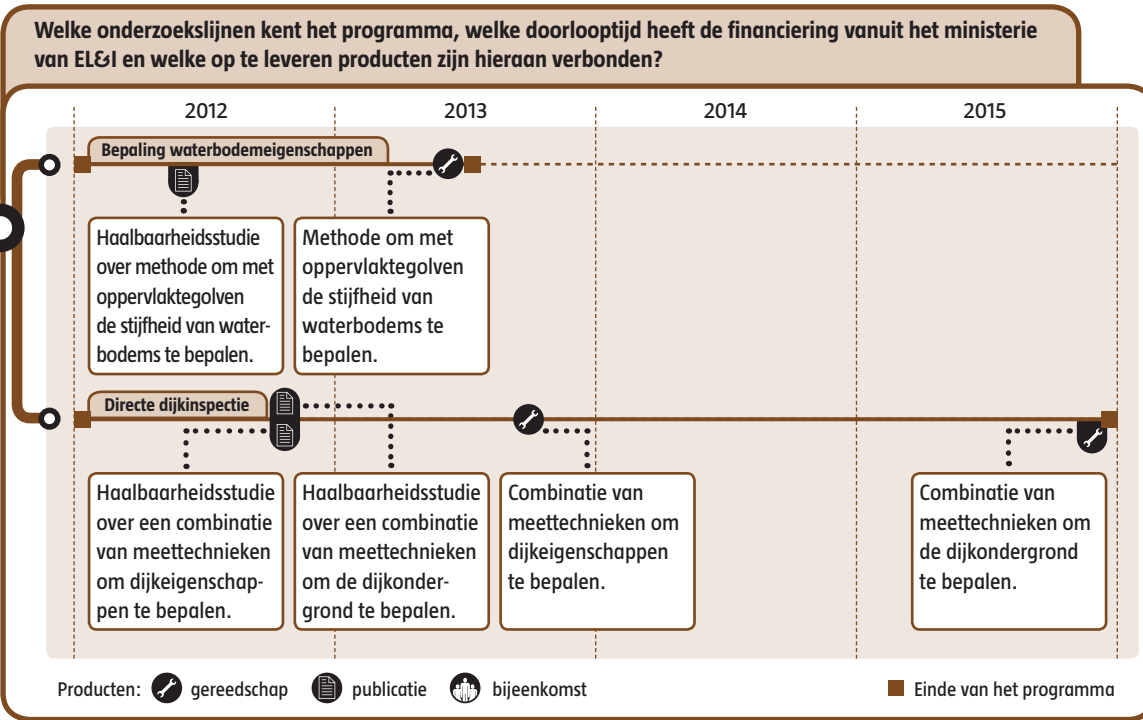 Welke onderzoekslijnen kent het programma, welke doorlooptijd heeft de financiering vanuit het ministerie
van EL&I en welke op te leveren producten zijn hieraan verbonden?
2012
2013
2014
2015
Bepaling waterbodemeigenschappen
Haalbaarheidsstudie
over methode om met
oppervlaktegolven
de stijfheid van water-
bodems te bepalen.
Methode om met
oppervlaktegolven
de stijfheid van
waterbodems te
bepalen.
Directe dijkinspectie
Haalbaarheidsstudie
over een combinatie
van meettechnieken
om dijkeigenschap-
pen te bepalen.
Haalbaarheidsstudie
over een combinatie
van meettechnieken
om de dijkonder-
grond te bepalen.
Combinatie van
meettechnieken om
dijkeigenschappen
te bepalen.
Combinatie van
meettechnieken om
de dijkondergrond
te bepalen.
Producten: gereedschap publicatie bijeenkomst Einde van het programma